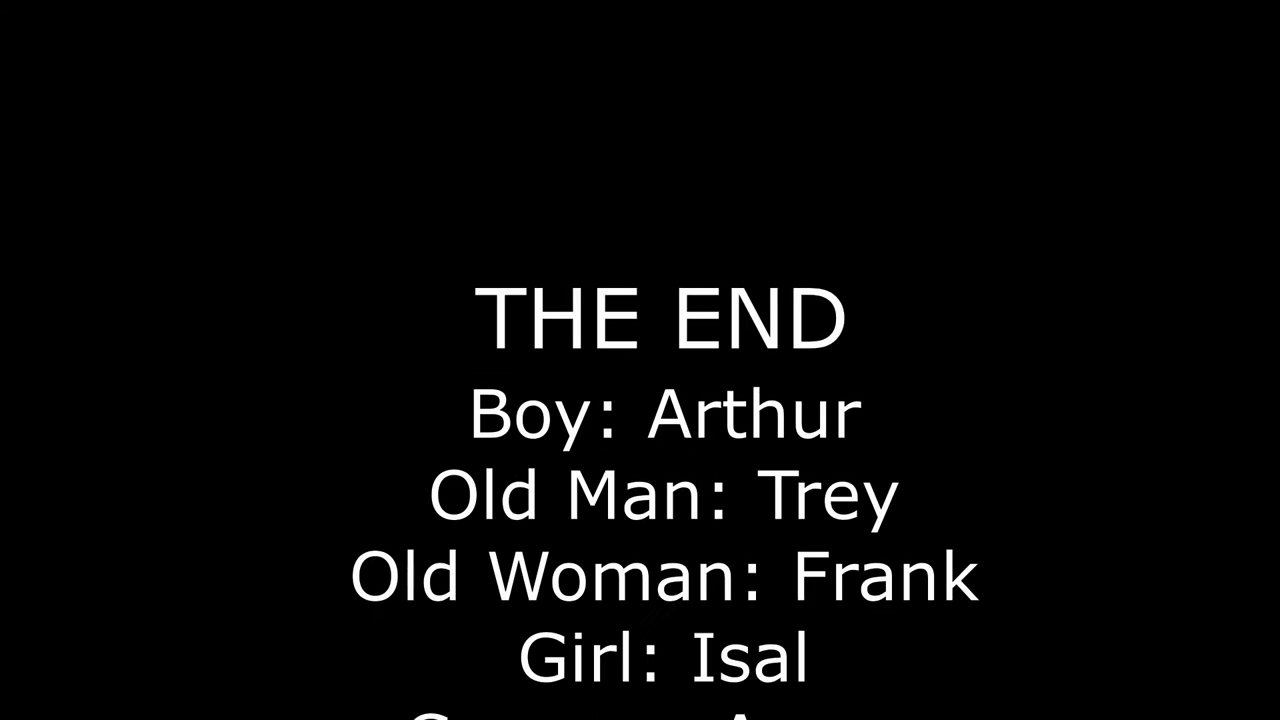 THE END
Boy: Arthur
Old Man: Trey
Old Woman: Frank
Girl: Isal